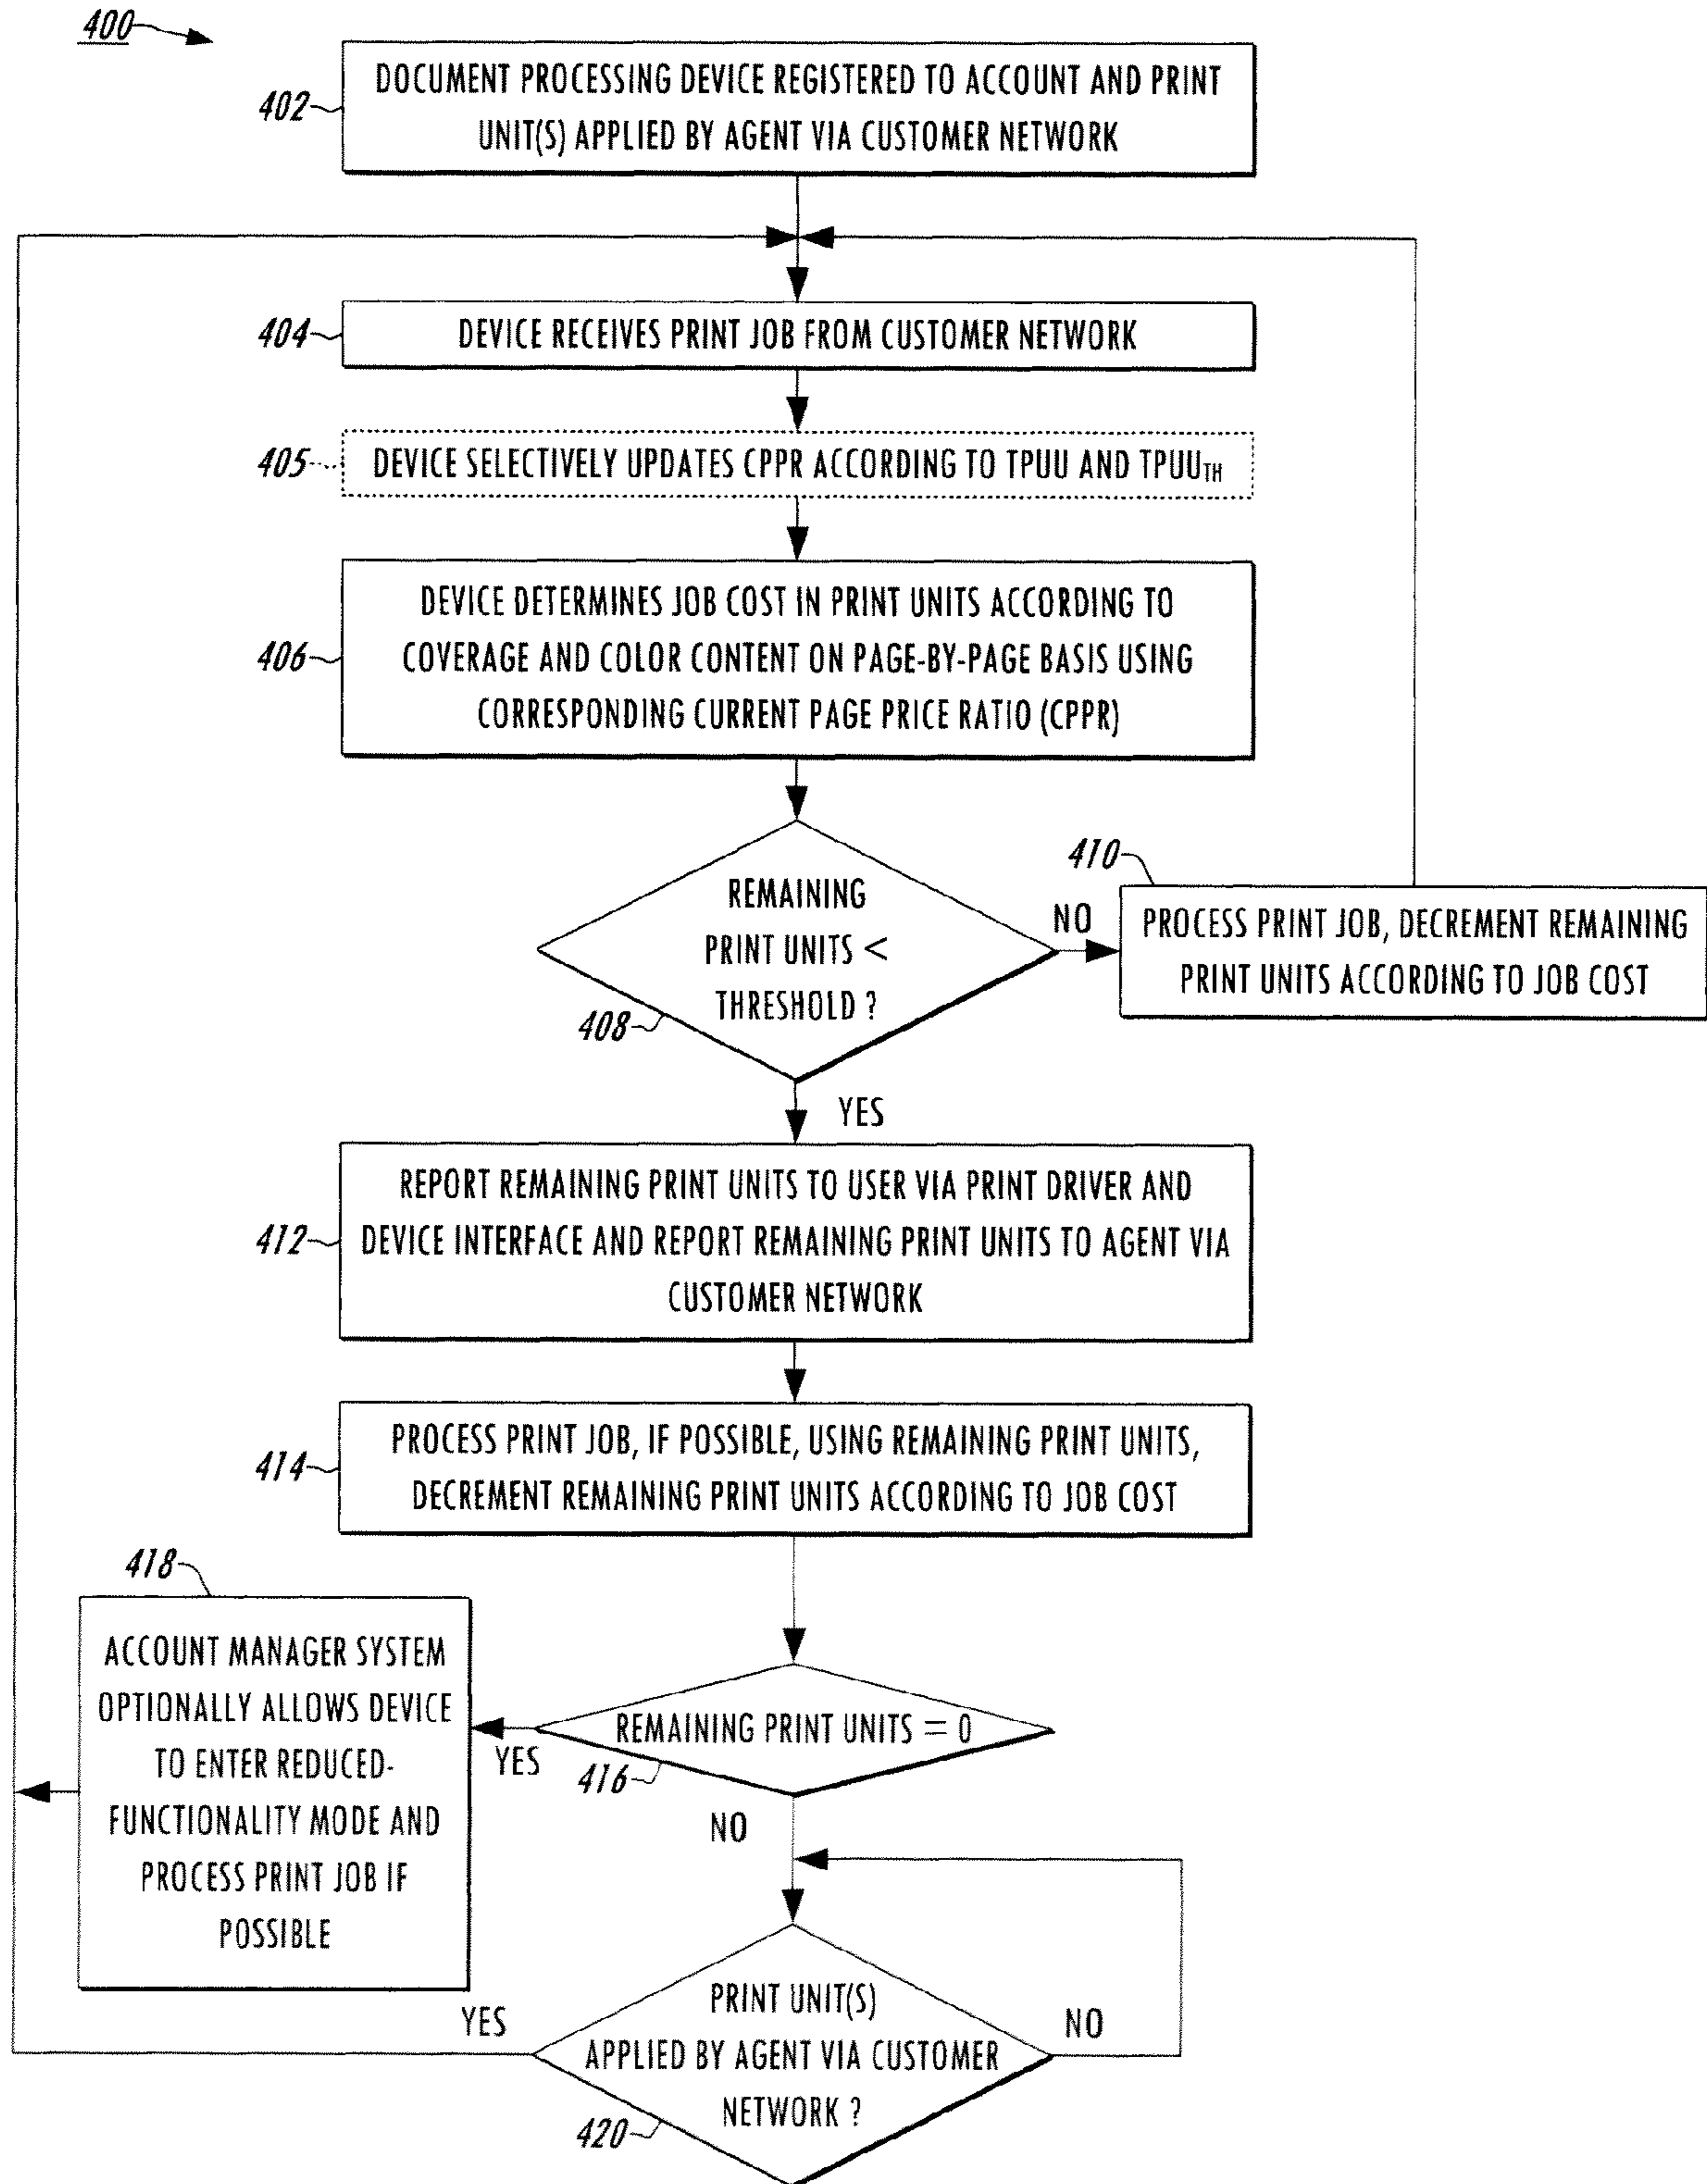 400
402
DOCUMENT PROCESSING DEVICE REGISTERED TO ACCOUNT AND PRINT
UNIT(S) APPLIED BY AGENT VIA CUSTOMER NETWORK
404
DEVICE RECEIVES PRINT JOB FROM CUSTOMER NETWORK
405
DEVICE SELECTIVELY UPDATES CPPR ACCORDING TO TPUU AND TPUUTH
406
DEVICE DETERMINES JOB COST IN PRINT UNITS ACCORDING TO
COVERAGE AND COLOR CONTENT ON PAGE-BY-PAGE BASIS USING
CORRESPONDING CURRENT PAGE PRICE RATIO (CPPR)
REMAINING
PRINT UNITS <
THRESHOLD ?
408
NO
410
PROCESS PRINT JOB, DECREMENT REMAINING
PRINT UNITS ACCORDING TO JOB COST
YES
412
REPORT REMAINING PRINT UNITS TO USER VIA PRINT DRIVER AND
DEVICE INTERFACE AND REPORT REMAINING PRINT UNITS TO AGENT VIA
CUSTOMER NETWORK
414
PROCESS PRINT JOB, IF POSSIBLE, USING REMAINING PRINT UNITS,
DECREMENT REMAINING PRINT UNITS ACCORDING TO JOB COST
REMAINING PRINT UNITS = 0
416
YES
418
ACCOUNT MANAGER SYSTEM
OPTIONALLY ALLOWS DEVICE
TO ENTER REDUCED-
FUNCTIONALITY MODE AND
PROCESS PRINT JOB IF
POSSIBLE
NO
PRINT UNIT(S)
APPLIED BY AGENT VIA CUSTOMER
NETWORK ?
420
YES
NO